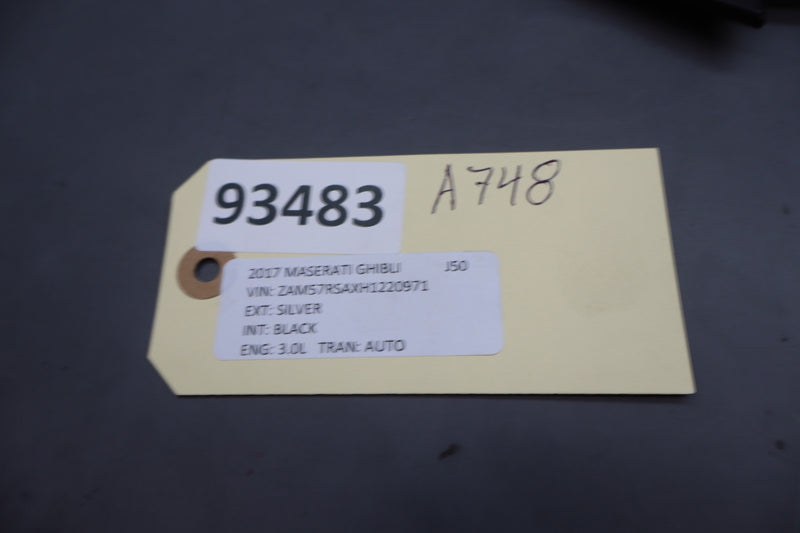 93483
A748
2017 MASERATI GHIBLI J50
VIN: ZAM57RSAXH1220971
EXT: SILVER
INT: BLACK
ENG: 3.0L TRAN: AUTO